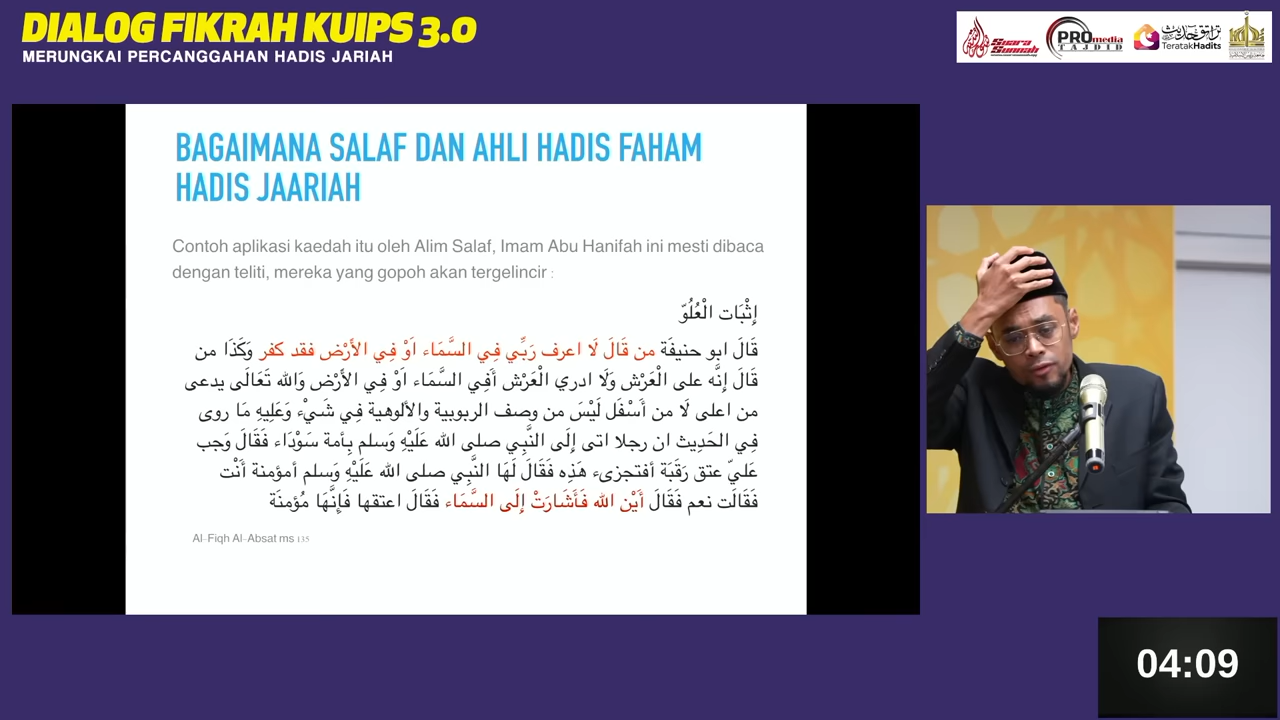 DIALOG FIKRAH KUIPS 3.0
MERUNGKAI PERCANGGAHAN HADIS JARIAH
Suara Sunnah
PROmedia
TAJDID
TeratakHadits
BAGAIMANA SALAF DAN AHLI HADIS FAHAM
HADIS JAARIAH
Contoh aplikasi kaedah itu oleh Alim Salaf, Imam Abu Hanifah ini mesti dibaca
dengan teliti, mereka yang gopoh akan tergelincir :
إِثْبَات الْعُلُوّ
قَالَ ابو حنيفَة من قَالَ لَا اعرف رَبِّي فِي السَّمَاء اَوْ فِي الأَرْض فقد كفر وَكَذَا من
قَالَ إِنَّه على الْعَرْش وَلَا ادري الْعَرْش أَفِي السَّمَاء اَوْ فِي الأَرْض وَالله تَعَالَى يدعى
من اعلى لَا من أَسْفَل لَيْسَ من وصف الربوبية والألوهية فِي شَيْء وَعَلِيهِ مَا روى
فِي الحَدِيث ان رجلا اتى إِلَى النَّبِي صلى الله عَلَيْهِ وَسلم بِأمة سَوْدَاء فَقَالَ وَجب
عَليّ عتق رَقَبَة أفتجزىء هَذِه فَقَالَ لَهَا النَّبِي صلى الله عَلَيْهِ وَسلم أمؤمنة أَنْت
فَقَالَت نعم فَقَالَ أَيْن الله فَأَشَارَتْ إِلَى السَّمَاء فَقَالَ اعتقها فَإِنَّهَا مُؤمنَة
Al-Fiqh Al-Absat ms 135
04:09